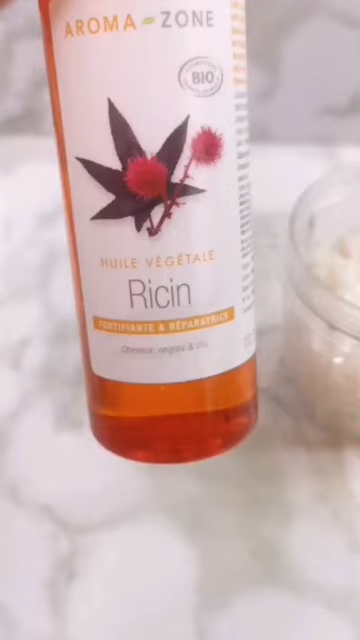 AROMA-ZONE
BIO
HUILE VÉGÉTALE
Ricin
FORTIFIANTE & RÉPARATRICE
Cheveux, ongles & cils